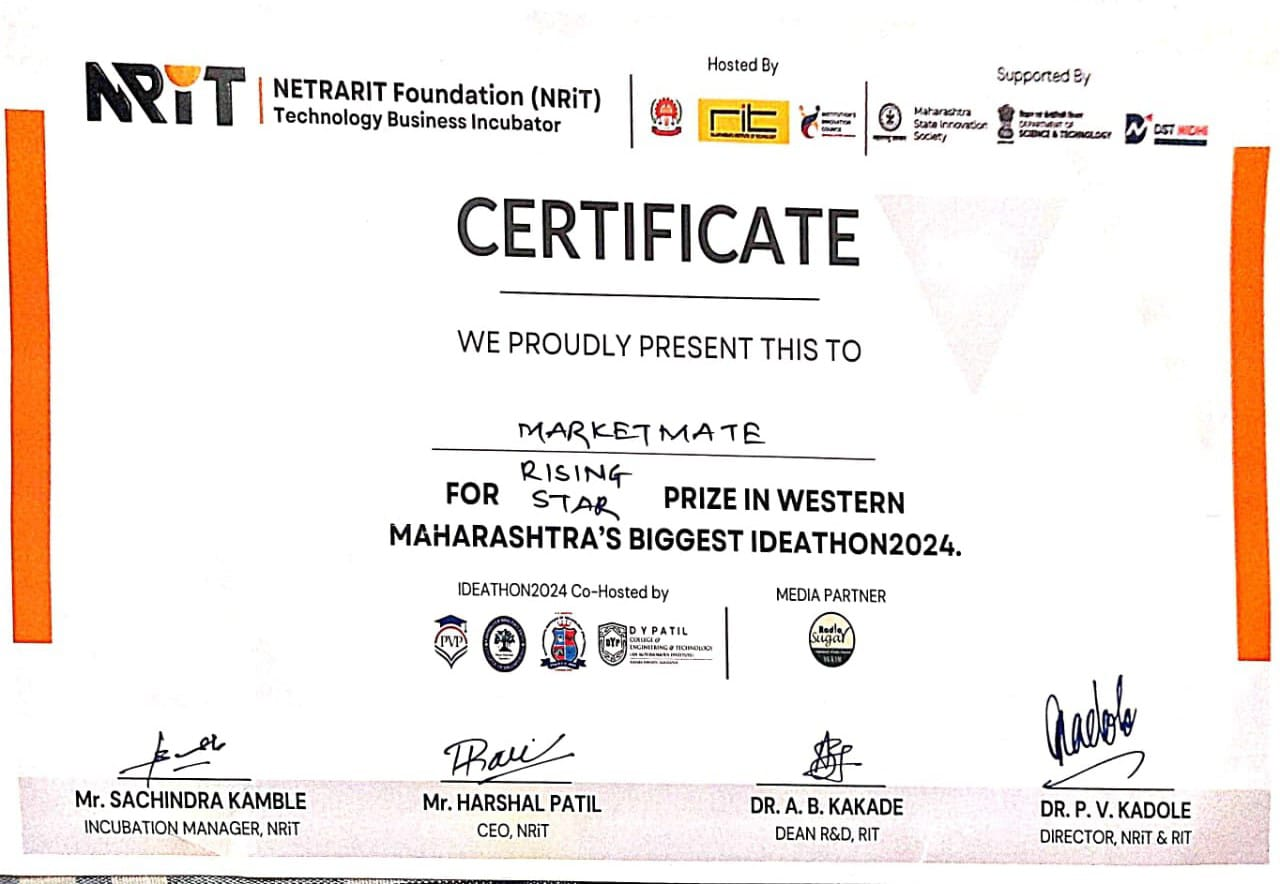 NRiT
NETRARIT Foundation (NRiT)
Technology Business Incubator
Hosted By
rit
Supported By
Maharashtra
State Innovation
Society
DEPARTMENT OF
SCIENCE & TECHNOLOGY
DST NIDHI
CERTIFICATE
WE PROUDLY PRESENT THIS TO
MARKETMATE
FOR RISING STAR PRIZE IN WESTERN
MAHARASHTRA'S BIGGEST IDEATHON2024.
IDEATHON2024 Co-Hosted by
MEDIA PARTNER
PVP
DYP
D Y PATIL
COLLEGE OF
ENGINEERING & TECHNOLOGY
Radio
Sugar
Mr. SACHINDRA KAMBLE
INCUBATION MANAGER, NRiT
Mr. HARSHAL PATIL
CEO, NRiT
DR. A. B. KAKADE
DEAN R&D, RIT
DR. P. V. KADOLE
DIRECTOR, NRiT & RIT